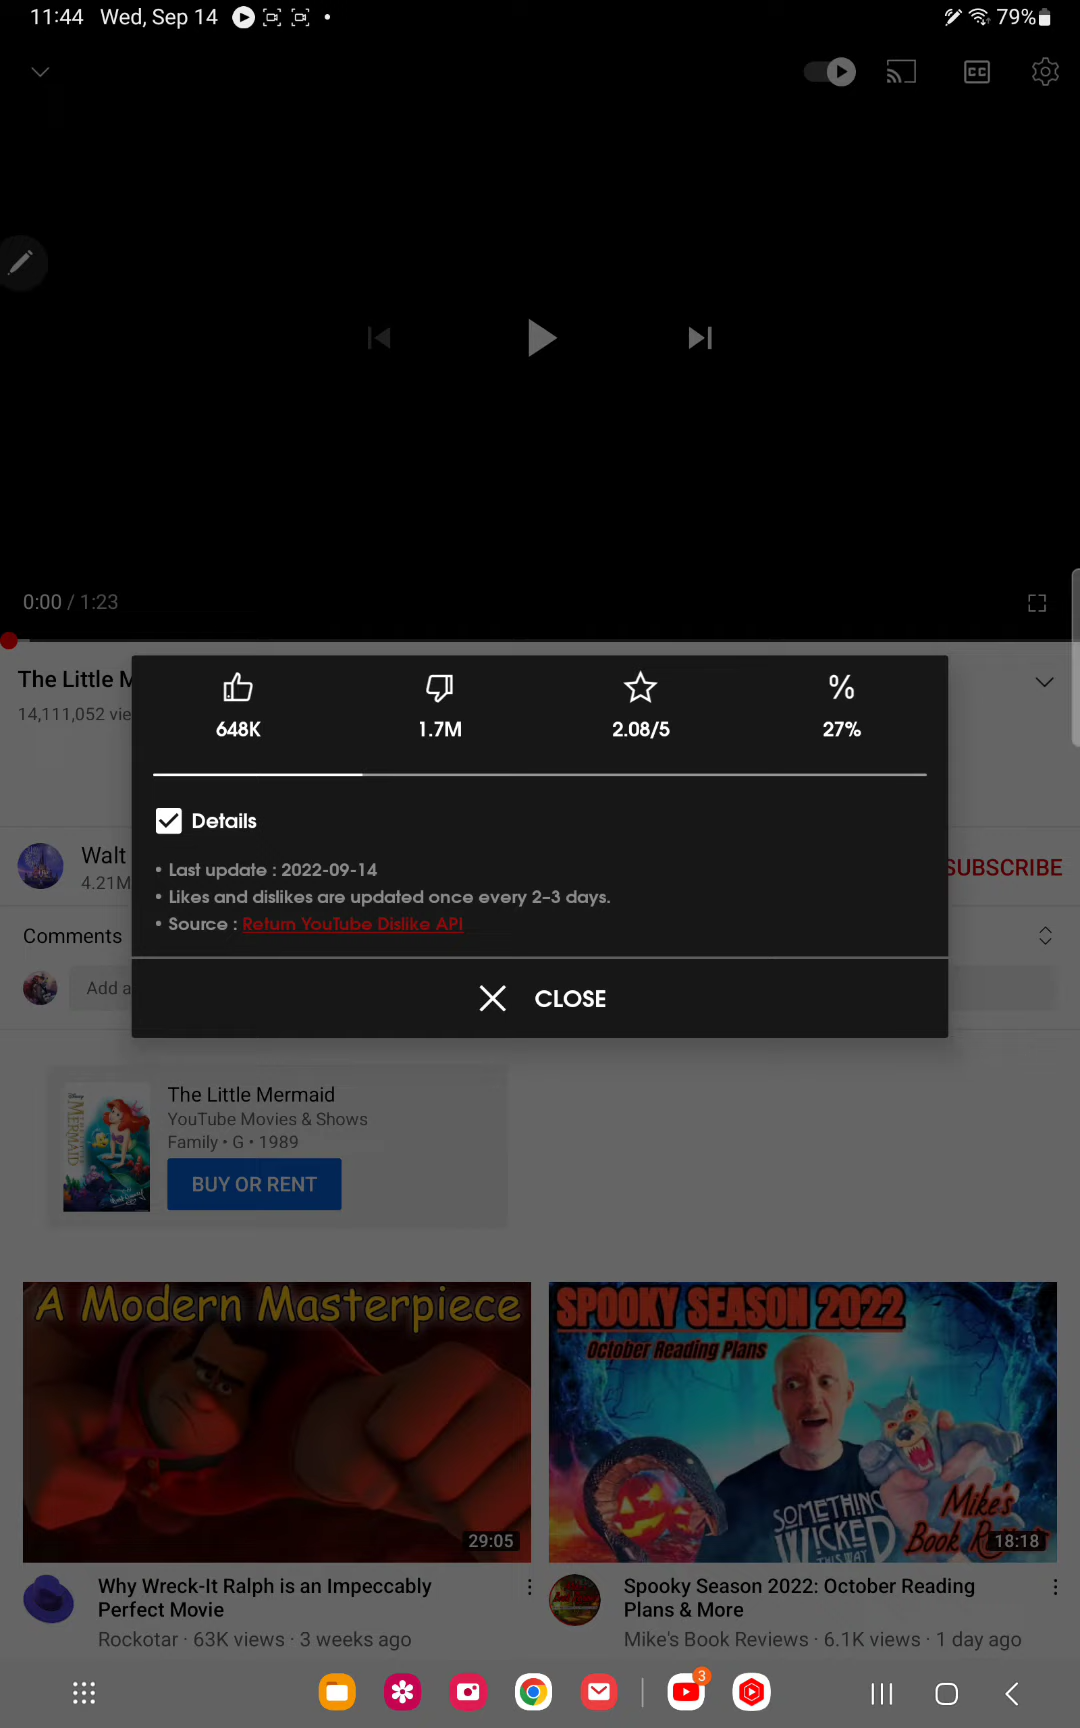 11:44 Wed, Sep 14
79%
CC
0:00 / 1:23
The Little M
14,111,052 vie
648K
1.7M
2.08/5
%
27%
Details
• Last update : 2022-09-14
• Likes and dislikes are updated once every 2-3 days.
• Source : Return YouTube Dislike API
CLOSE
Walt
4.21M
SUBSCRIBE
Comments
Add a
The Little Mermaid
YouTube Movies & Shows
Family • G • 1989
BUY OR RENT
MERMAID
A Modern Masterpiece
29:05
SPOOKY SEASON 2022
October Reading Plans
SOMETHING
WICKED
THIS WAY
Mike's
Book R
18:18
Why Wreck-It Ralph is an Impeccably
Perfect Movie
Rockotar · 63K views · 3 weeks ago
Spooky Season 2022: October Reading
Plans & More
Mike's Book Reviews · 6.1K views · 1 day ago
3